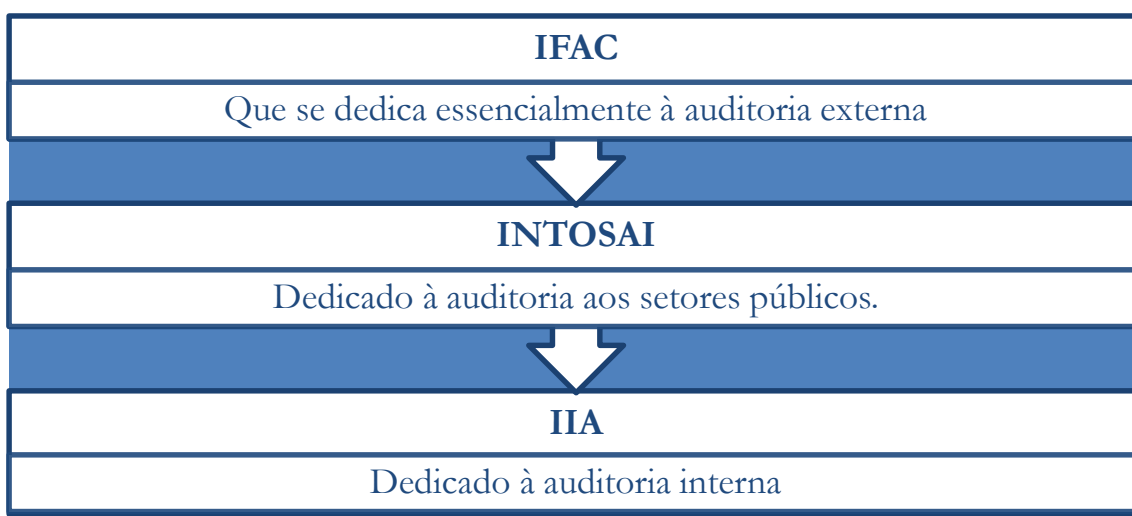 IFAC
Que se dedica essencialmente à auditoria externa
INTOSAI
Dedicado à auditoria aos setores públicos.
IIA
Dedicado à auditoria interna